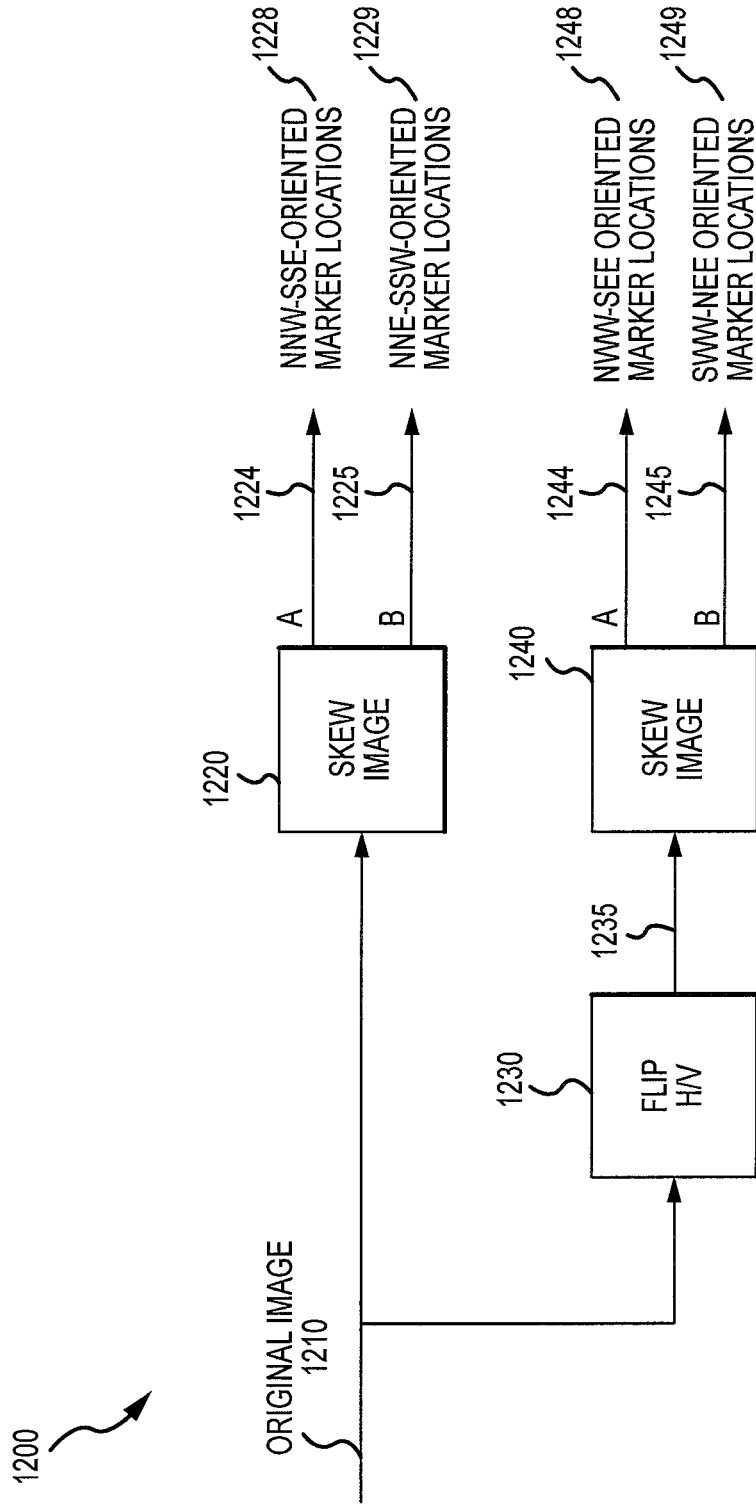 1200
ORIGINAL IMAGE
1210
1220
SKEW
IMAGE
A
1224
NNW-SSE-ORIENTED
MARKER LOCATIONS
1228
B
1225
NNE-SSW-ORIENTED
MARKER LOCATIONS
1229
1230
FLIP
H/V
1235
1240
SKEW
IMAGE
A
1244
NWW-SEE ORIENTED
MARKER LOCATIONS
1248
B
1245
SWW-NEE ORIENTED
MARKER LOCATIONS
1249